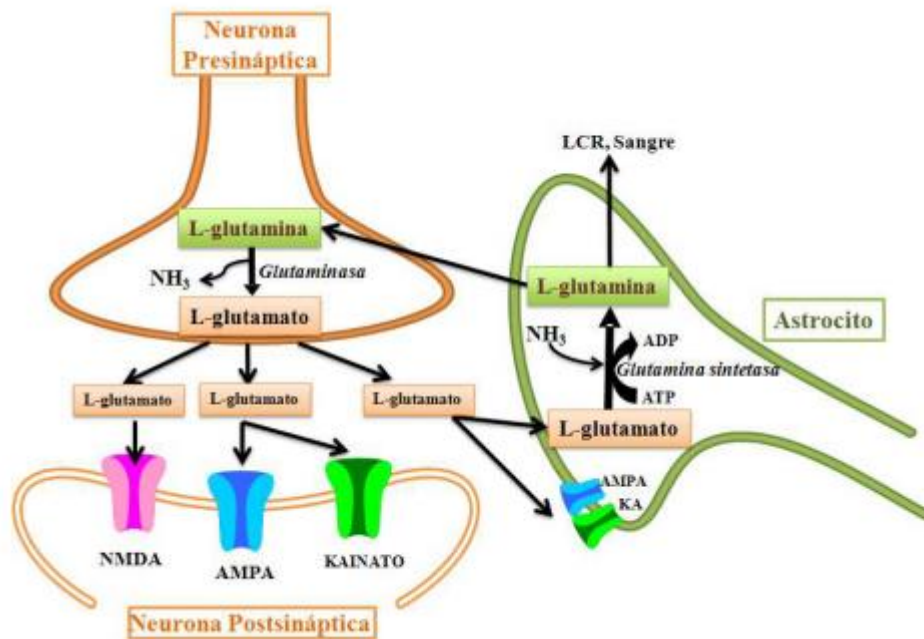 Neurona
Presináptica
LCR, Sangre
L-glutamina
NH₃
Glutaminasa
L-glutamato
L-glutamina
Astrocito
NH₃
ADP
Glutamina sintetasa
ATP
L-glutamato
L-glutamato
L-glutamato
L-glutamato
AMPA
KA
NMDA
AMPA
KAINATO
Neurona Postsináptica